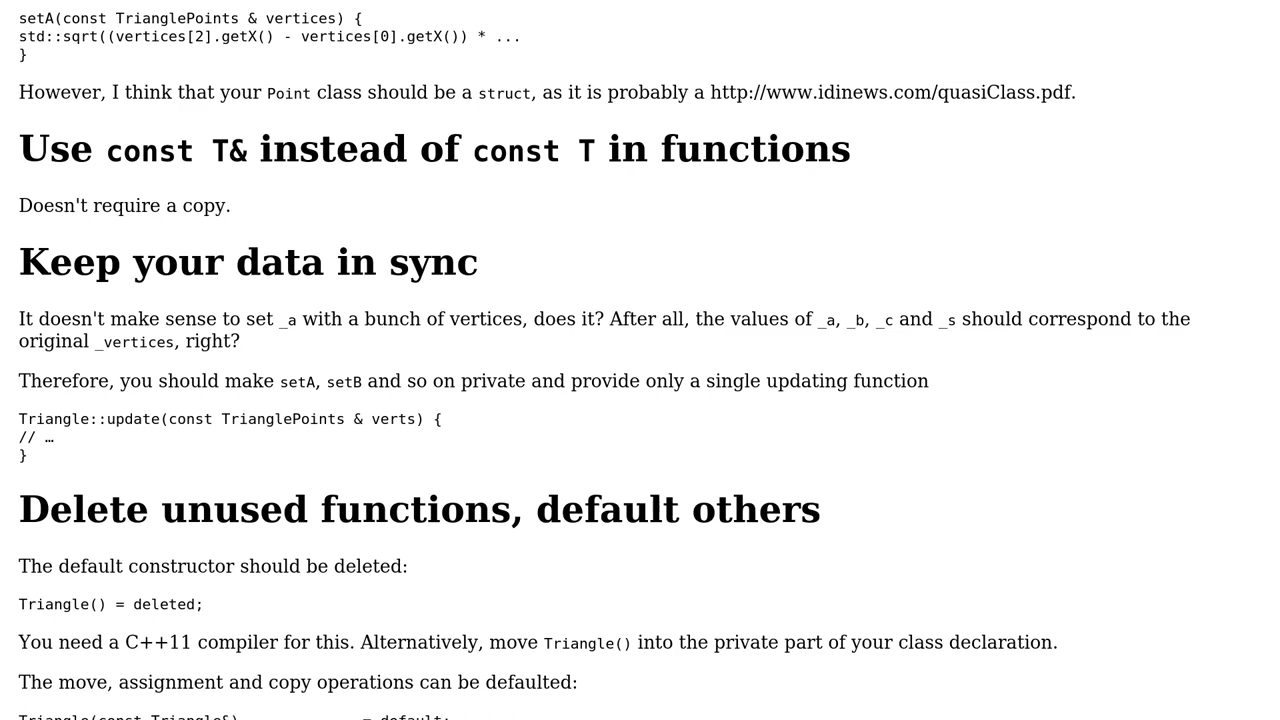 setA(const TrianglePoints & vertices) {
std::sqrt((vertices[2].getX() - vertices[0].getX()) * ...
}
However, I think that your Point class should be a struct, as it is probably a http://www.idinews.com/quasiClass.pdf.
Use const T& instead of const T in functions
Doesn't require a copy.
Keep your data in sync
It doesn't make sense to set _a with a bunch of vertices, does it? After all, the values of _a, _b, _c and _s should correspond to the
original _vertices, right?
Therefore, you should make setA, setB and so on private and provide only a single updating function
Triangle::update(const TrianglePoints & verts) {
// …
}
Delete unused functions, default others
The default constructor should be deleted:
Triangle() = deleted;
You need a C++11 compiler for this. Alternatively, move Triangle() into the private part of your class declaration.
The move, assignment and copy operations can be defaulted:
Triangle(const Triangle&) = default;